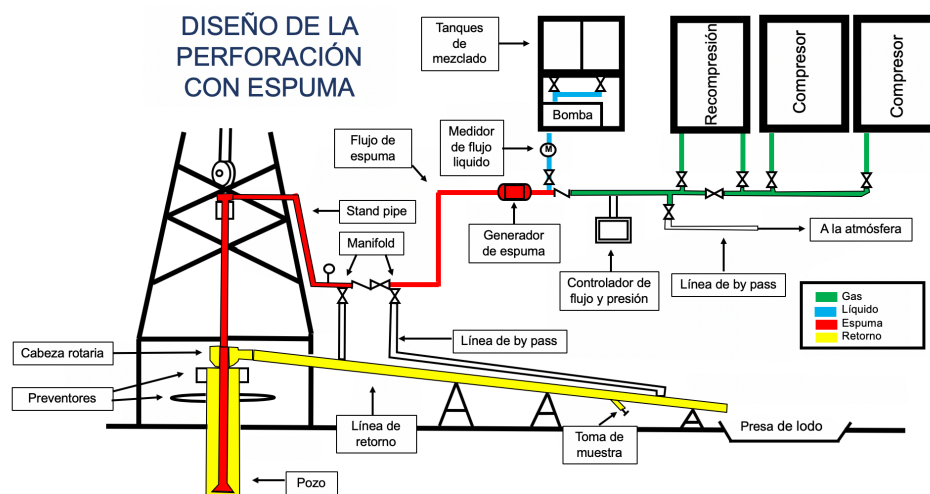 DISEÑO DE LA
PERFORACIÓN
CON ESPUMA
Tanques
de
mezclado
Bomba
Recompresión
Compresor
Compresor
Medidor
de flujo
liquido
M
Flujo de
espuma
Stand pipe
Generador
de espuma
Manifold
Controlador de
flujo y presión
A la atmósfera
Línea de by pass
Gas
Líquido
Espuma
Retorno
Línea de by pass
Cabeza rotaria
Preventores
Línea de
retorno
Toma de
muestra
Presa de lodo
Pozo